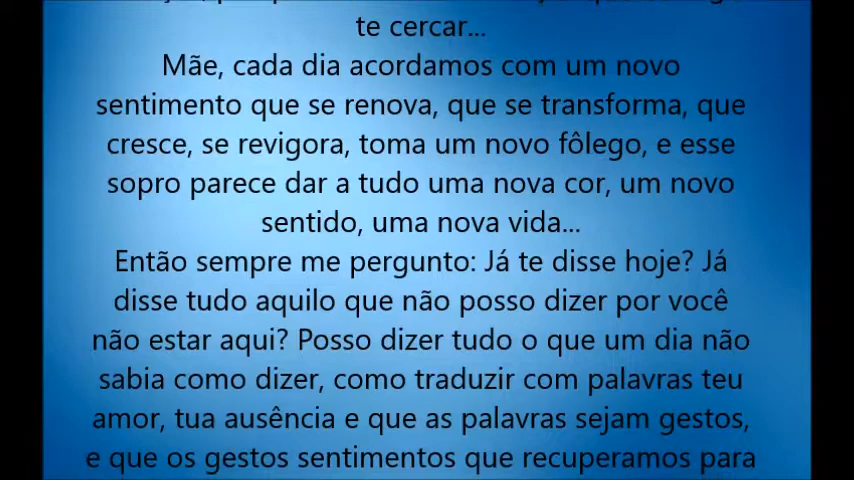 te cercar...
Mãe, cada dia acordamos com um novo
sentimento que se renova, que se transforma, que
cresce, se revigora, toma um novo fôlego, e esse
sopro parece dar a tudo uma nova cor, um novo
sentido, uma nova vida...
Então sempre me pergunto: Já te disse hoje? Já
disse tudo aquilo que não posso dizer por você
não estar aqui? Posso dizer tudo o que um dia não
sabia como dizer, como traduzir com palavras teu
amor, tua ausência e que as palavras sejam gestos,
e que os gestos sentimentos que recuperamos para